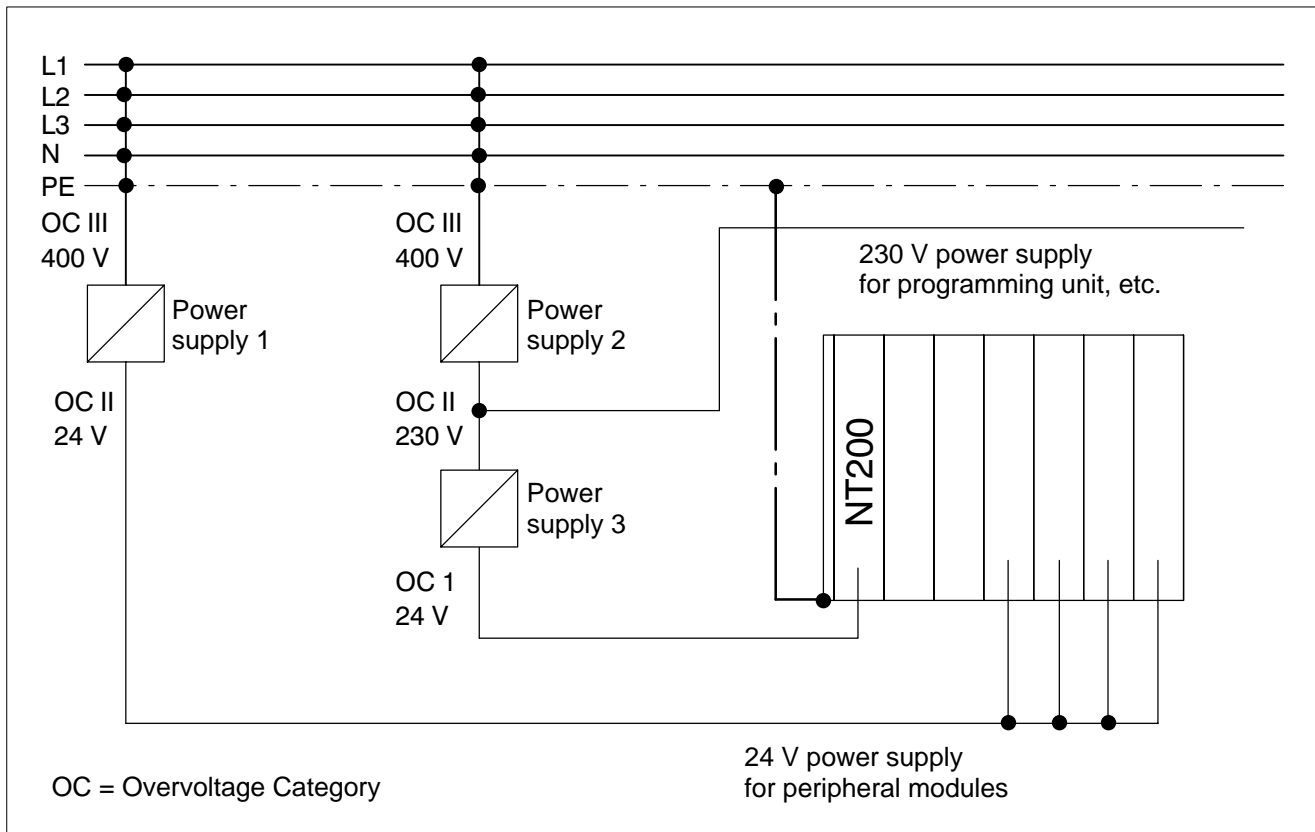 L1
L2
L3
N
PE
OC III
400 V
Power
supply 1
OC II
24 V
OC III
400 V
Power
supply 2
OC II
230 V
Power
supply 3
OC 1
24 V
230 V power supply
for programming unit, etc.
NT200
24 V power supply
for peripheral modules
OC = Overvoltage Category